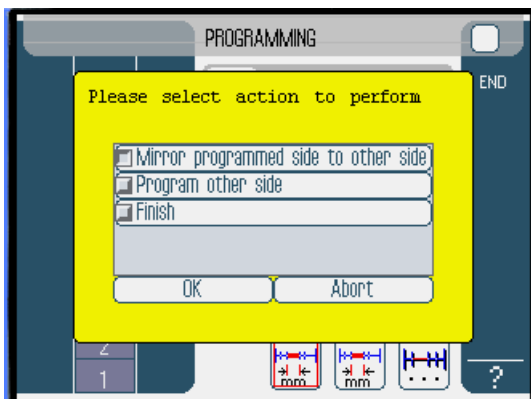 PROGRAMMING
END
Please select action to perform
Mirror programmed side to other side
Program other side
Finish
OK Abort
2
1
mm
mm
...
?